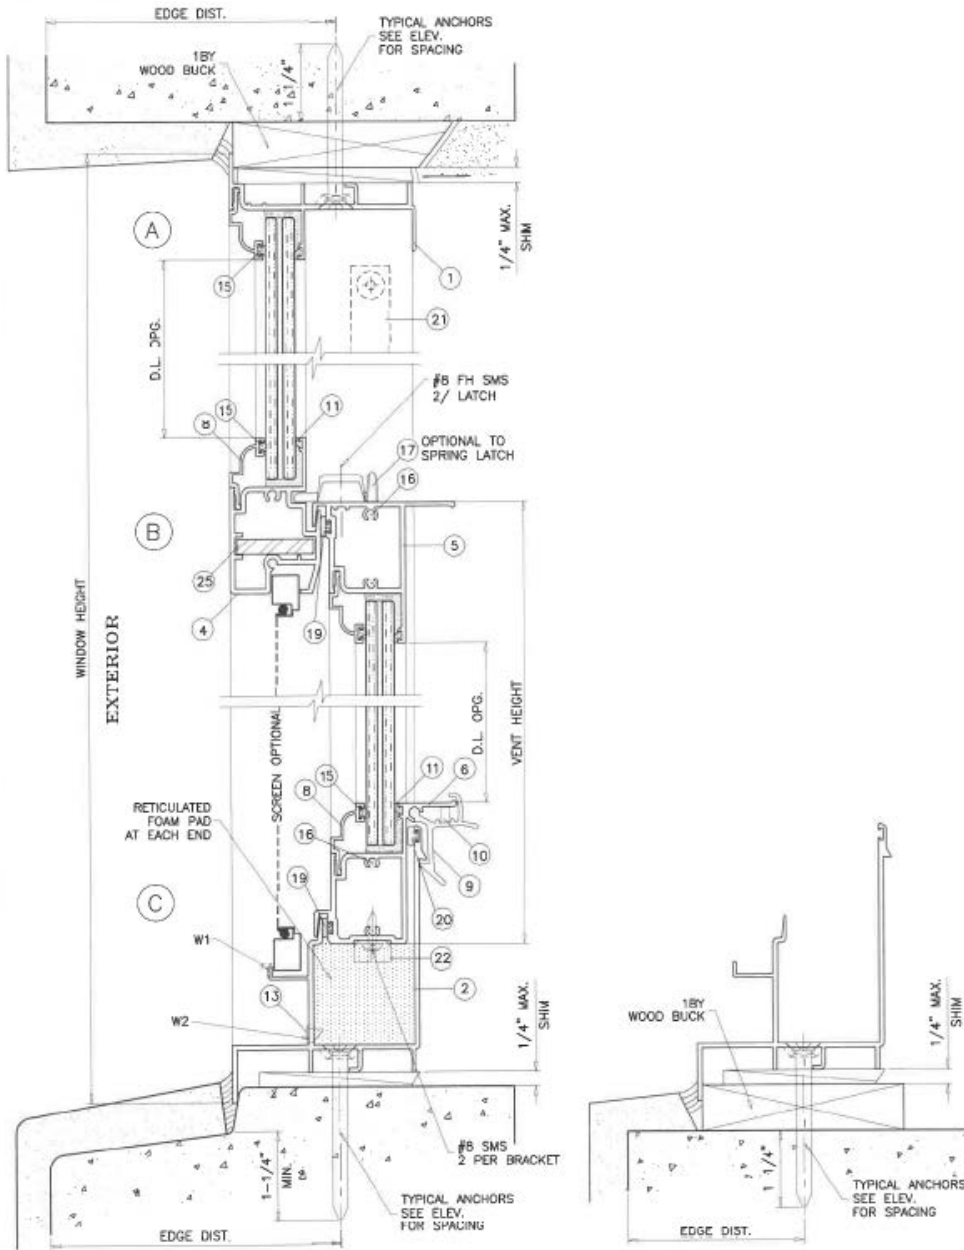 EDGE DIST.
TYPICAL ANCHORS
SEE ELEV.
FOR SPACING
1BY
WOOD BUCK
1 1/4"
1/4" MAX.
SHIM
A
15
1
21
D.L. OPG.
#8 FH SMS
2/ LATCH
15
11
8
17
OPTIONAL TO
SPRING LATCH
16
B
5
25
4
19
WINDOW HEIGHT
EXTERIOR
VENT HEIGHT
D.L. OPG.
SCREEN OPTIONAL
15
11
6
8
RETICULATED
FOAM PAD
AT EACH END
16
10
9
19
20
C
W1
22
2
13
W2
1/4" MAX.
SHIM
#8 SMS
2 PER BRACKET
1-1/4"
MIN.
TYPICAL ANCHORS
SEE ELEV.
FOR SPACING
EDGE DIST.
1BY
WOOD BUCK
1/4" MAX.
SHIM
1 1/4"
TYPICAL ANCHORS
SEE ELEV.
FOR SPACING
EDGE DIST.